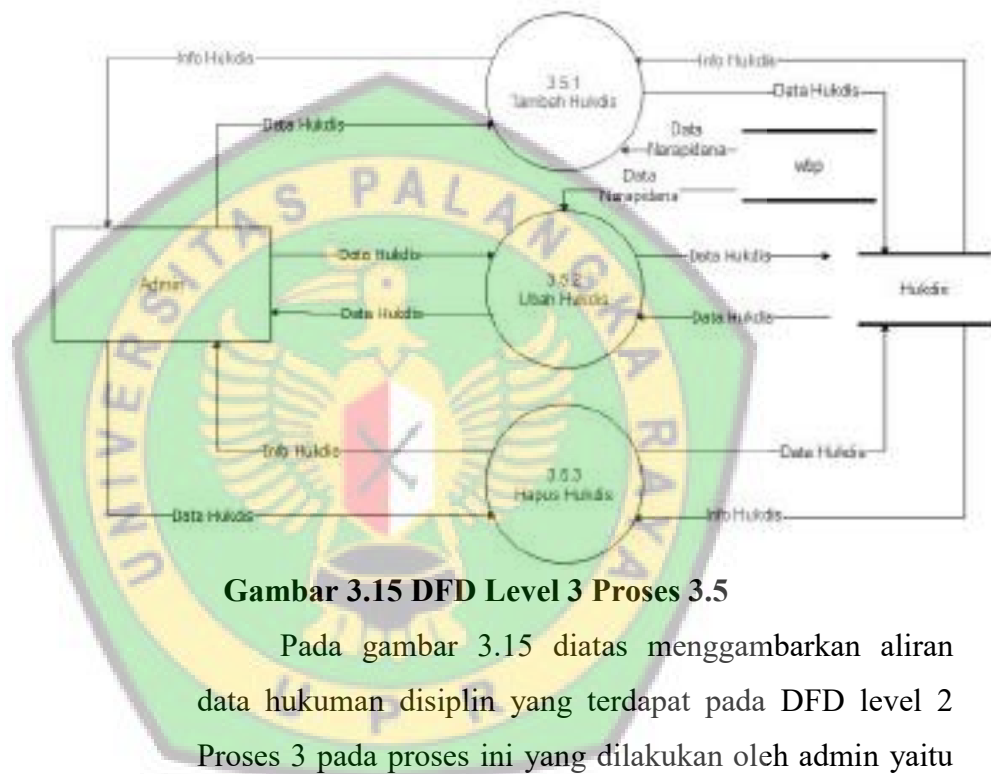 Info Hukdis
3.5.1
Tambah Hukdis
Info Hukdis
Data Hukdis
Data Hukdis
Data
Narapidana
wbp
Data
Narapidana
Admin
Data Hukdis
3.5.2
Ubah Hukdis
Data Hukdis
Hukdis
Data Hukdis
Data Hukdis
Info Hukdis
3.5.3
Hapus Hukdis
Data Hukdis
Data Hukdis
Info Hukdis
UNIVERSITAS PALANGKA RAYA
UPR
Gambar 3.15 DFD Level 3 Proses 3.5
Pada gambar 3.15 diatas menggambarkan aliran
data hukuman disiplin yang terdapat pada DFD level 2
Proses 3 pada proses ini yang dilakukan oleh admin yaitu